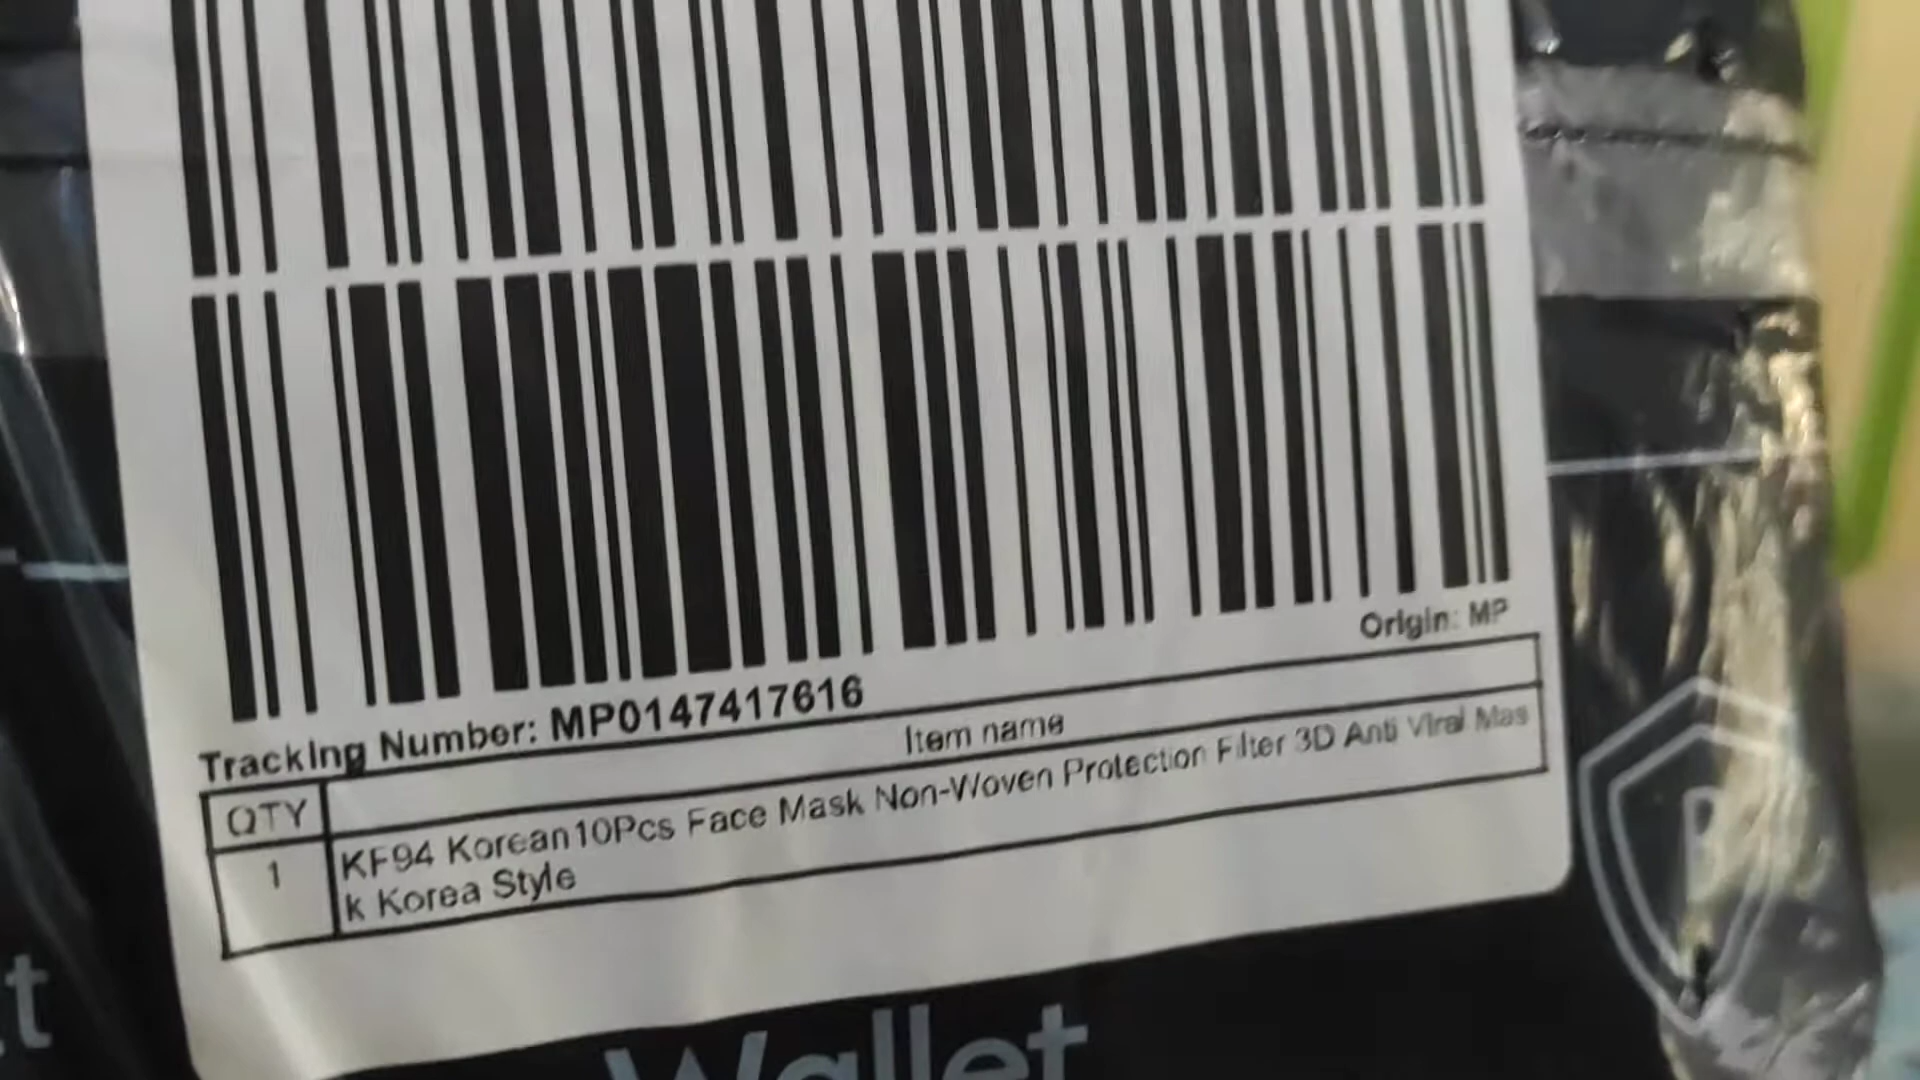 Origin: MP
Tracking Number: MP0147417616
QTY Item name
1 KF94 Korean10Pcs Face Mask Non-Woven Protection Filter 3D Anti Viral Mas
k Korea Style
Wallet